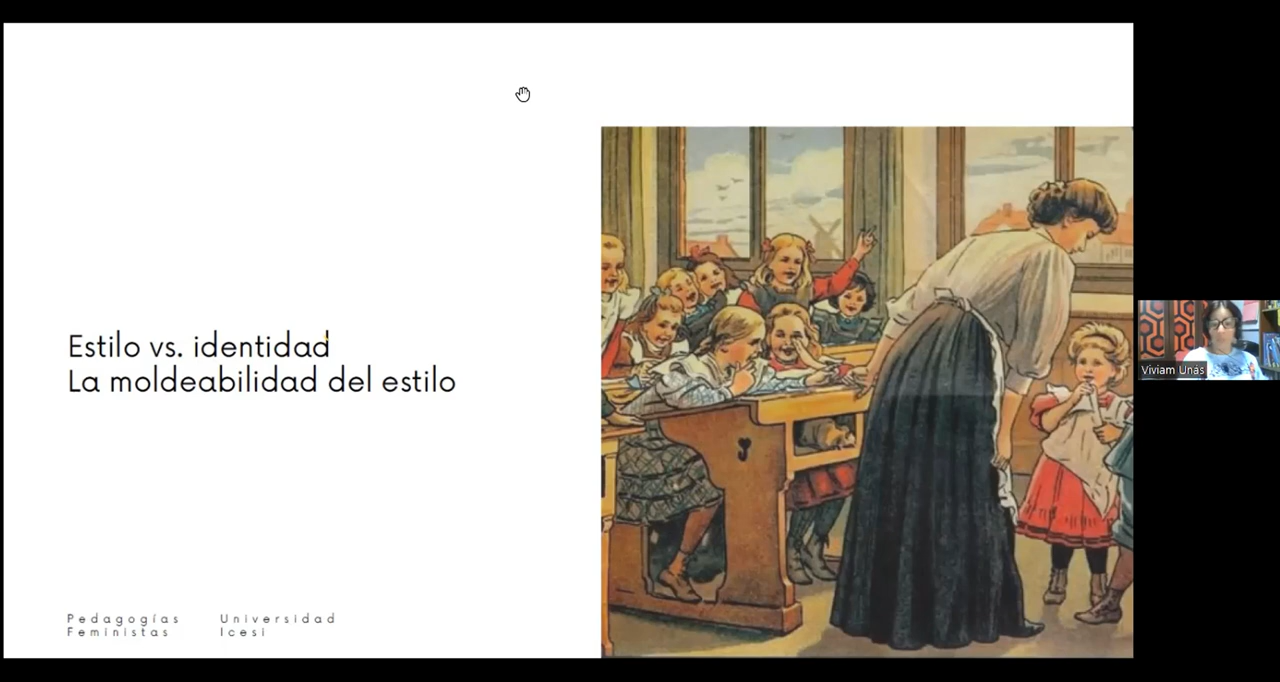 Estilo vs. identidad
La moldeabilidad del estilo
Viviam Unás
Pedagogías Universidad
Feministas Icesi